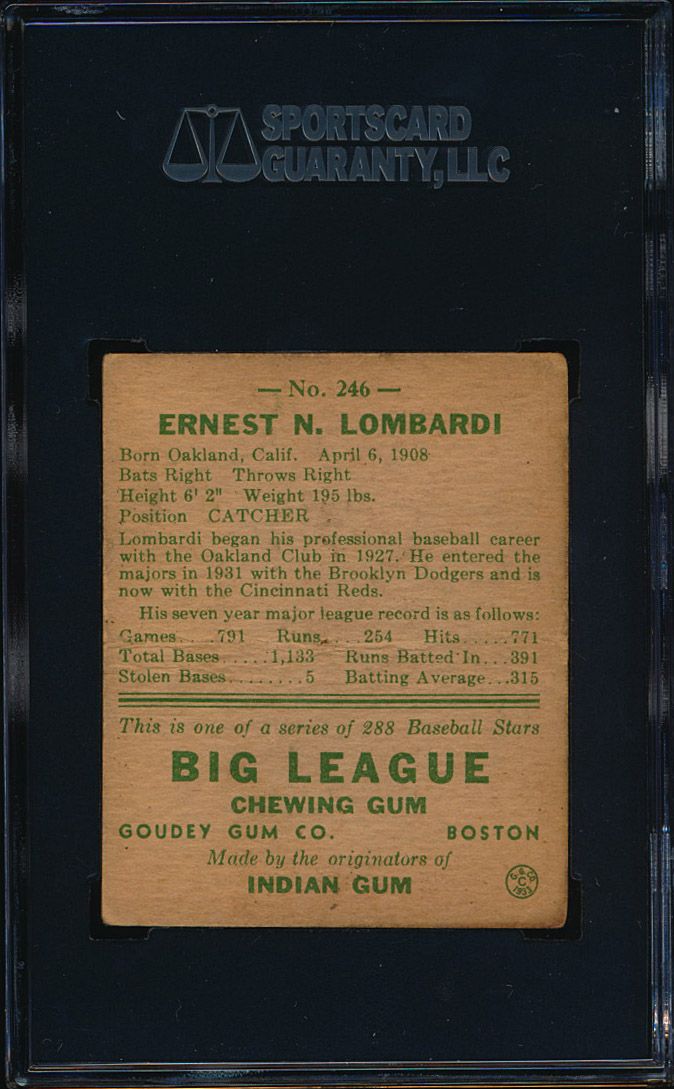 SPORTSCARD
GUARANTY, LLC
— No. 246 —
ERNEST N. LOMBARDI
Born Oakland, Calif. April 6, 1908
Bats Right Throws Right
Height 6' 2" Weight 195 lbs.
Position CATCHER
Lombardi began his professional baseball career
with the Oakland Club in 1927. He entered the
majors in 1931 with the Brooklyn Dodgers and is
now with the Cincinnati Reds.
His seven year major league record is as follows:
Games....791 Runs.....254 Hits......771
Total Bases......1,133 Runs Batted In...391
Stolen Bases........5 Batting Average...315
This is one of a series of 288 Baseball Stars
BIG LEAGUE
CHEWING GUM
GOUDEY GUM CO. BOSTON
Made by the originators of
INDIAN GUM
G. G. CO.
C
1933